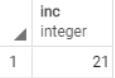 inc
integer
1 21